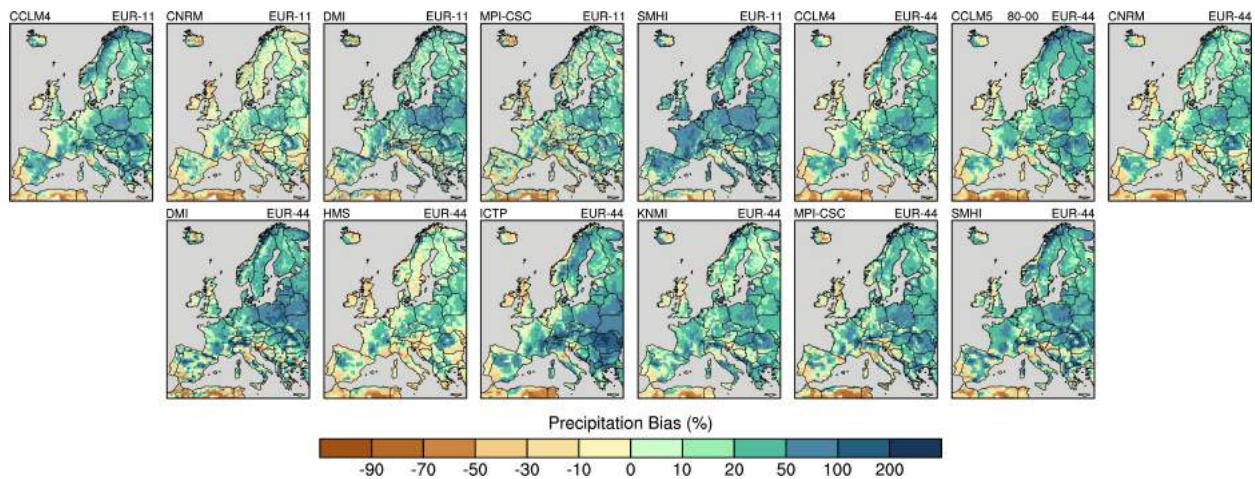 CCLM4 EUR-11 CNRM EUR-11 DMI EUR-11 MPI-CSC EUR-11 SMHI EUR-11 CCLM4 EUR-44 CCLM5 80-00 EUR-44 CNRM EUR-44
DMI EUR-44 HMS EUR-44 ICTP EUR-44 KNMI EUR-44 MPI-CSC EUR-44 SMHI EUR-44
Precipitation Bias (%)
-90 -70 -50 -30 -10 0 10 20 50 100 200